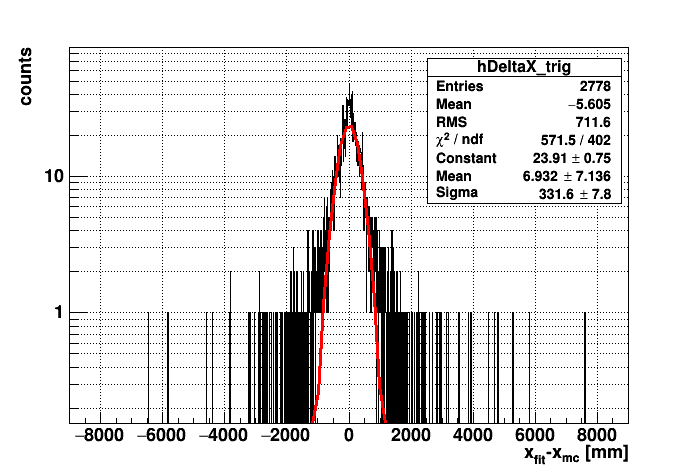 counts
hDeltaX_trig
Entries 2778
Mean −5.605
RMS 711.6
χ² / ndf 571.5 / 402
Constant 23.91 ± 0.75
Mean 6.932 ± 7.136
Sigma 331.6 ± 7.8
10
1
−8000 −6000 −4000 −2000 0 2000 4000 6000 8000
x_fit-x_mc [mm]